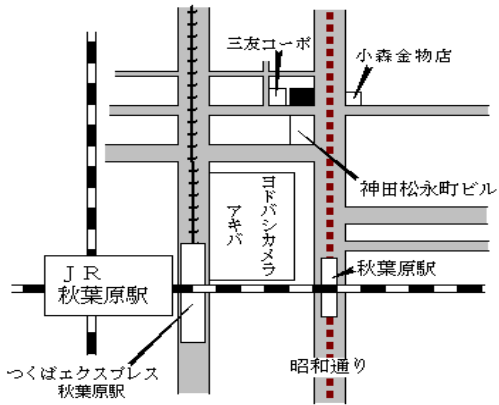 三友コーポ
小森金物店
神田松永町ビル
ヨドバシカメラ
アキバ
秋葉原駅
JR
秋葉原駅
昭和通り
つくばェクスプレス
秋葉原駅